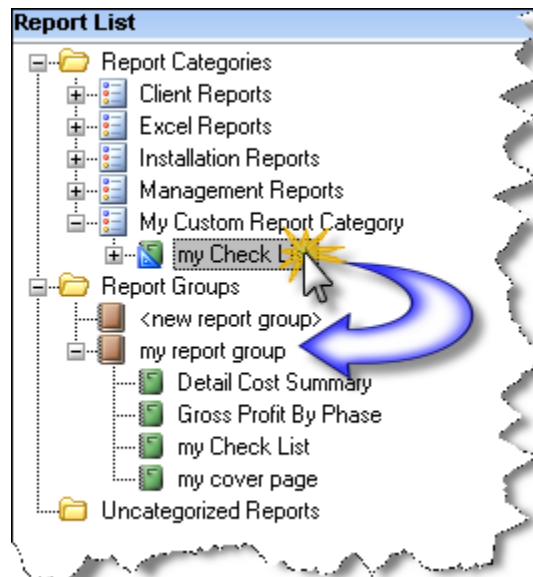 Report List
Report Categories
Client Reports
Excel Reports
Installation Reports
Management Reports
My Custom Report Category
my Check List
Report Groups
<new report group>
my report group
Detail Cost Summary
Gross Profit By Phase
my Check List
my cover page
Uncategorized Reports